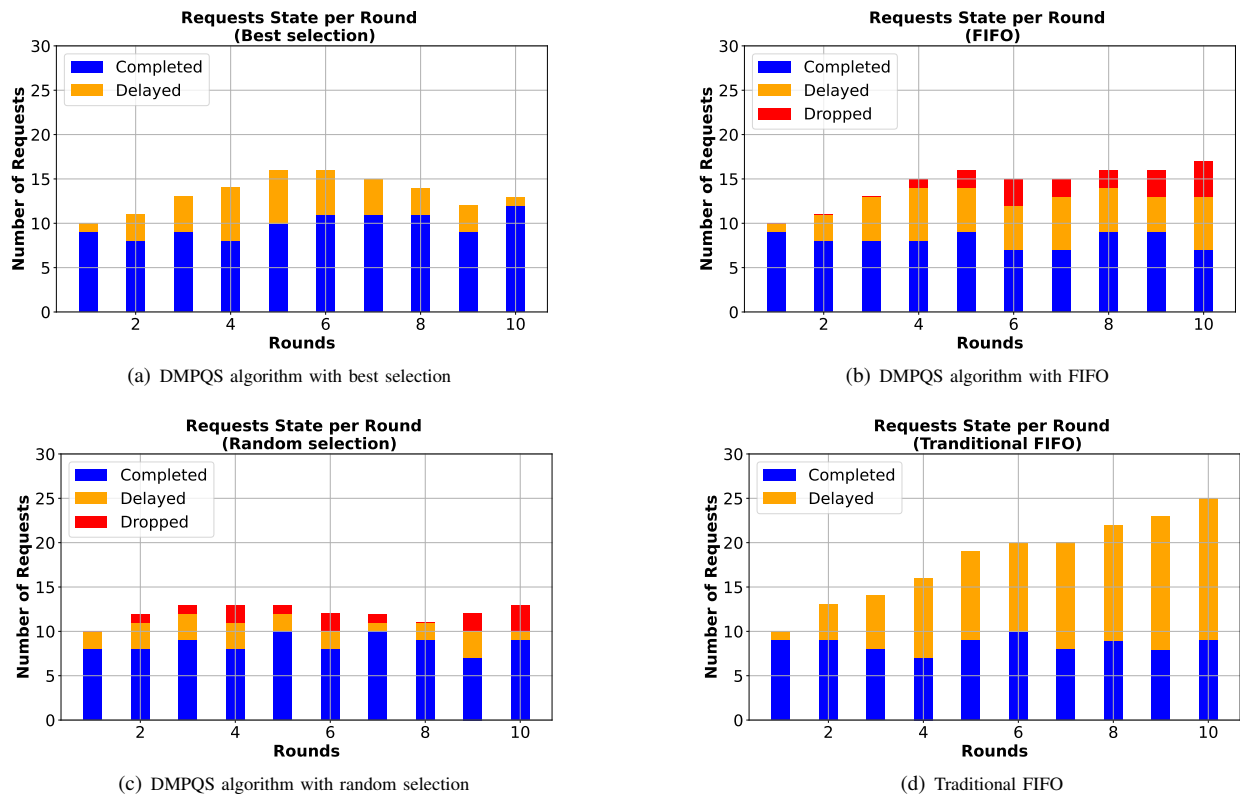 Requests State per Round
(Best selection)
Number of Requests
30
25
20
15
10
5
0
Completed
Delayed
2 4 6 8 10
Rounds
(a) DMPQS algorithm with best selection
Requests State per Round
(FIFO)
Number of Requests
30
25
20
15
10
5
0
Completed
Delayed
Dropped
2 4 6 8 10
Rounds
(b) DMPQS algorithm with FIFO
Requests State per Round
(Random selection)
Number of Requests
30
25
20
15
10
5
0
Completed
Delayed
Dropped
2 4 6 8 10
Rounds
(c) DMPQS algorithm with random selection
Requests State per Round
(Tranditional FIFO)
Number of Requests
30
25
20
15
10
5
0
Completed
Delayed
2 4 6 8 10
Rounds
(d) Traditional FIFO